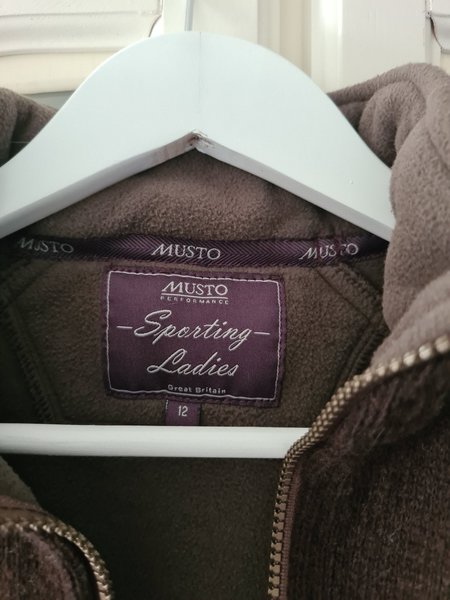 MUSTO MUSTO MUSTO
MUSTO
PERFORMANCE
-Sporting-
Ladies
Great Britain
12